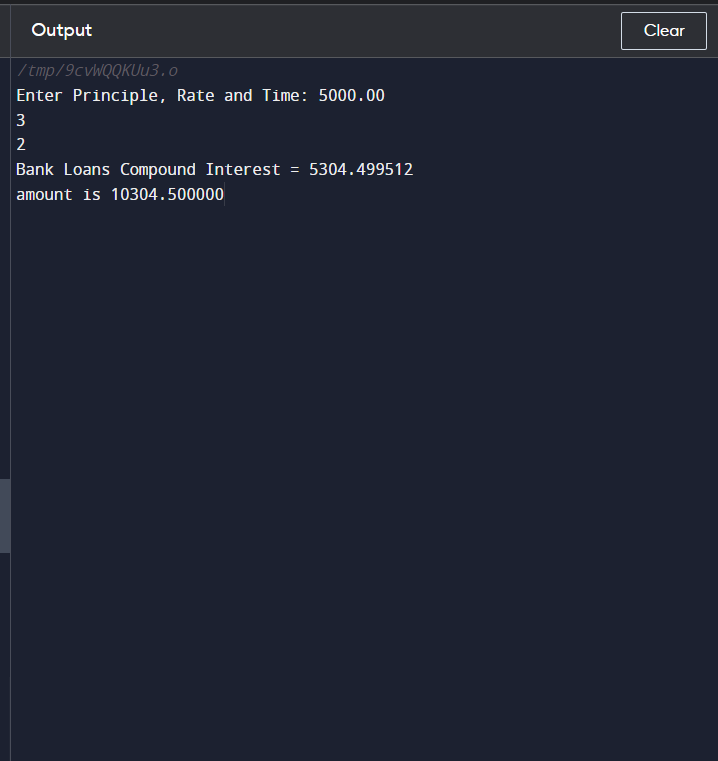 Output
Clear
/tmp/9cvWQQKUu3.o
Enter Principle, Rate and Time: 5000.00
3
2
Bank Loans Compound Interest = 5304.499512
amount is 10304.500000